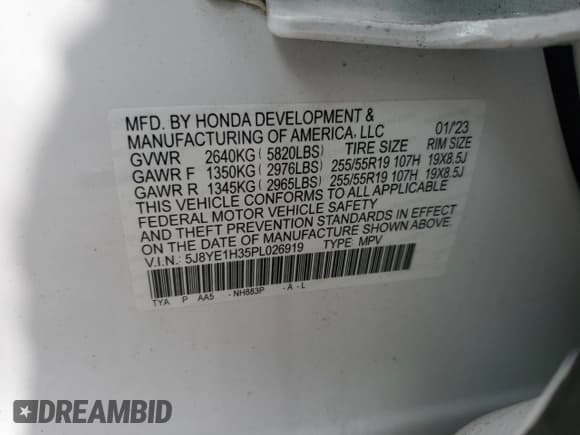 MFD. BY HONDA DEVELOPMENT &
MANUFACTURING OF AMERICA, LLC 01/'23
GVWR 2640KG ( 5820LBS) TIRE SIZE RIM SIZE
GAWR F 1350KG ( 2976LBS) 255/55R19 107H 19X8.5J
GAWR R 1345KG ( 2965LBS) 255/55R19 107H 19X8.5J
THIS VEHICLE CONFORMS TO ALL APPLICABLE
FEDERAL MOTOR VEHICLE SAFETY
AND THEFT PREVENTION STANDARDS IN EFFECT
ON THE DATE OF MANUFACTURE SHOWN ABOVE.
V.I.N.: 5J8YE1H35PL026919 TYPE: MPV
TYA P AA5 -NH883P -A -L
DREAMBID